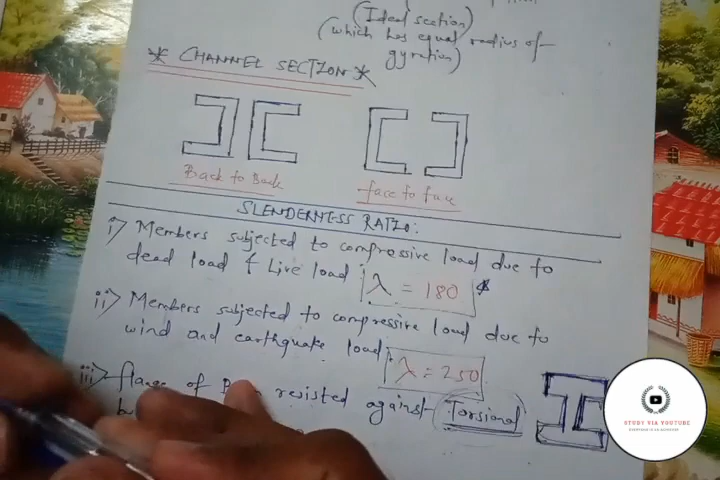 (Ideal section)
(which has equal radius of
gyration)
* CHANNEL SECTION *
Back to Back
face to face
SLENDERNESS RATIO:
i) Members subjected to compressive load due to
dead load & Live load; λ = 180
ii) Members subjected to compressive load due to
wind and earthquake load; λ = 250
iii) flange of resisted against (Torsional)
STUDY VIA YOUTUBE